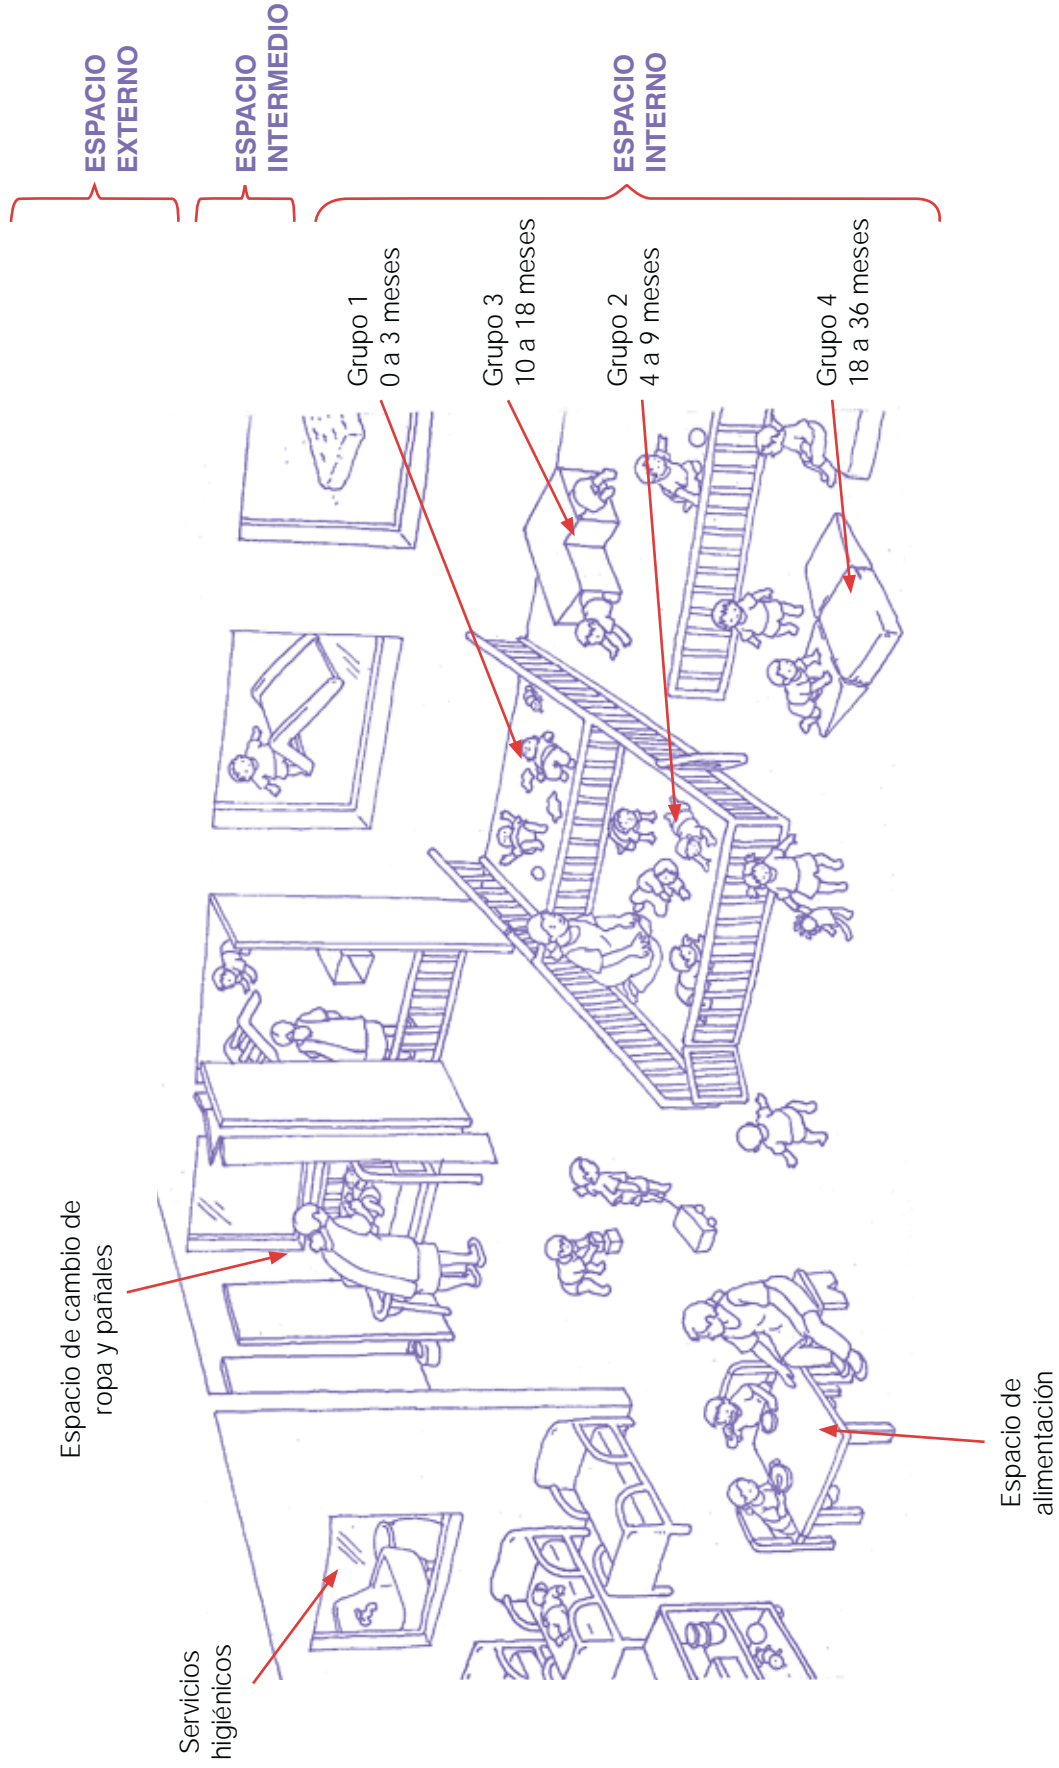 Espacio de cambio de
ropa y pañales
ESPACIO
EXTERNO
Servicios
higiénicos
ESPACIO
INTERMEDIO
Grupo 1
0 a 3 meses
Grupo 3
10 a 18 meses
Grupo 2
4 a 9 meses
ESPACIO
INTERNO
Grupo 4
18 a 36 meses
Espacio de
alimentación